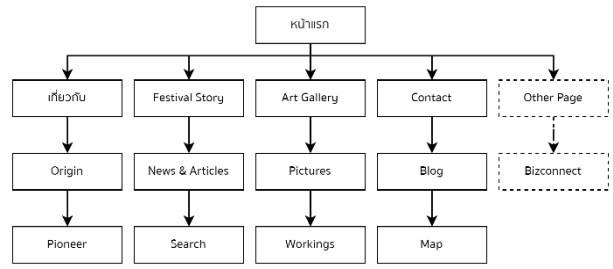 หน้าแรก
เกี่ยวกับ
Festival Story
Art Gallery
Contact
Other Page
Origin
News & Articles
Pictures
Blog
Bizconnect
Pioneer
Search
Workings
Map